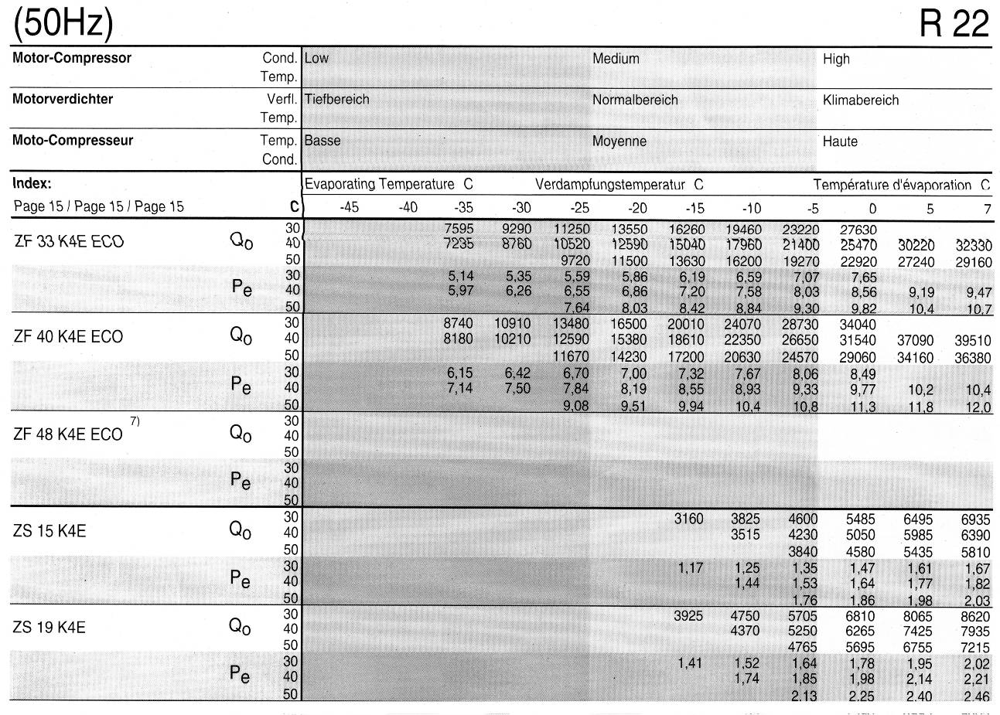 (50Hz) R 22
Motor-Compressor Cond. Low Medium High
Temp.
Motorverdichter Verfl. Tiefbereich Normalbereich Klimabereich
Temp.
Moto-Compresseur Temp. Basse Moyenne Haute
Cond.
Index: Evaporating Temperature C Verdampfungstemperatur C Température d'évaporation C
Page 15 / Page 15 / Page 15 C -45 -40 -35 -30 -25 -20 -15 -10 -5 0 5 7
30 7595 9290 11250 13550 16260 19460 23220 27630
ZF 33 K4E ECO Qo 40 7235 8760 10520 12590 15040 17960 21400 25470 30220 32330
50 9720 11500 13630 16200 19270 22920 27240 29160
30 5,14 5,35 5,59 5,86 6,19 6,59 7,07 7,65
Pe 40 5,97 6,26 6,55 6,86 7,20 7,58 8,03 8,56 9,19 9,47
50 7,64 8,03 8,42 8,84 9,30 9,82 10,4 10,7
30 8740 10910 13480 16500 20010 24070 28730 34040
ZF 40 K4E ECO Qo 40 8180 10210 12590 15380 18610 22350 26650 31540 37090 39510
50 11670 14230 17200 20630 24570 29060 34160 36380
30 6,15 6,42 6,70 7,00 7,32 7,67 8,06 8,49
Pe 40 7,14 7,50 7,84 8,19 8,55 8,93 9,33 9,77 10,2 10,4
50 9,08 9,51 9,94 10,4 10,8 11,3 11,8 12,0
30
ZF 48 K4E ECO 7) Qo 40
50
30
Pe 40
50
30 3160 3825 4600 5485 6495 6935
ZS 15 K4E Qo 40 3515 4230 5050 5985 6390
50 3840 4580 5435 5810
30 1,17 1,25 1,35 1,47 1,61 1,67
Pe 40 1,44 1,53 1,64 1,77 1,82
50 1,76 1,86 1,98 2,03
30 3925 4750 5705 6810 8065 8620
ZS 19 K4E Qo 40 4370 5250 6265 7425 7935
50 4765 5695 6755 7215
30 1,41 1,52 1,64 1,78 1,95 2,02
Pe 40 1,74 1,85 1,98 2,14 2,21
50 2,13 2,25 2,40 2,46